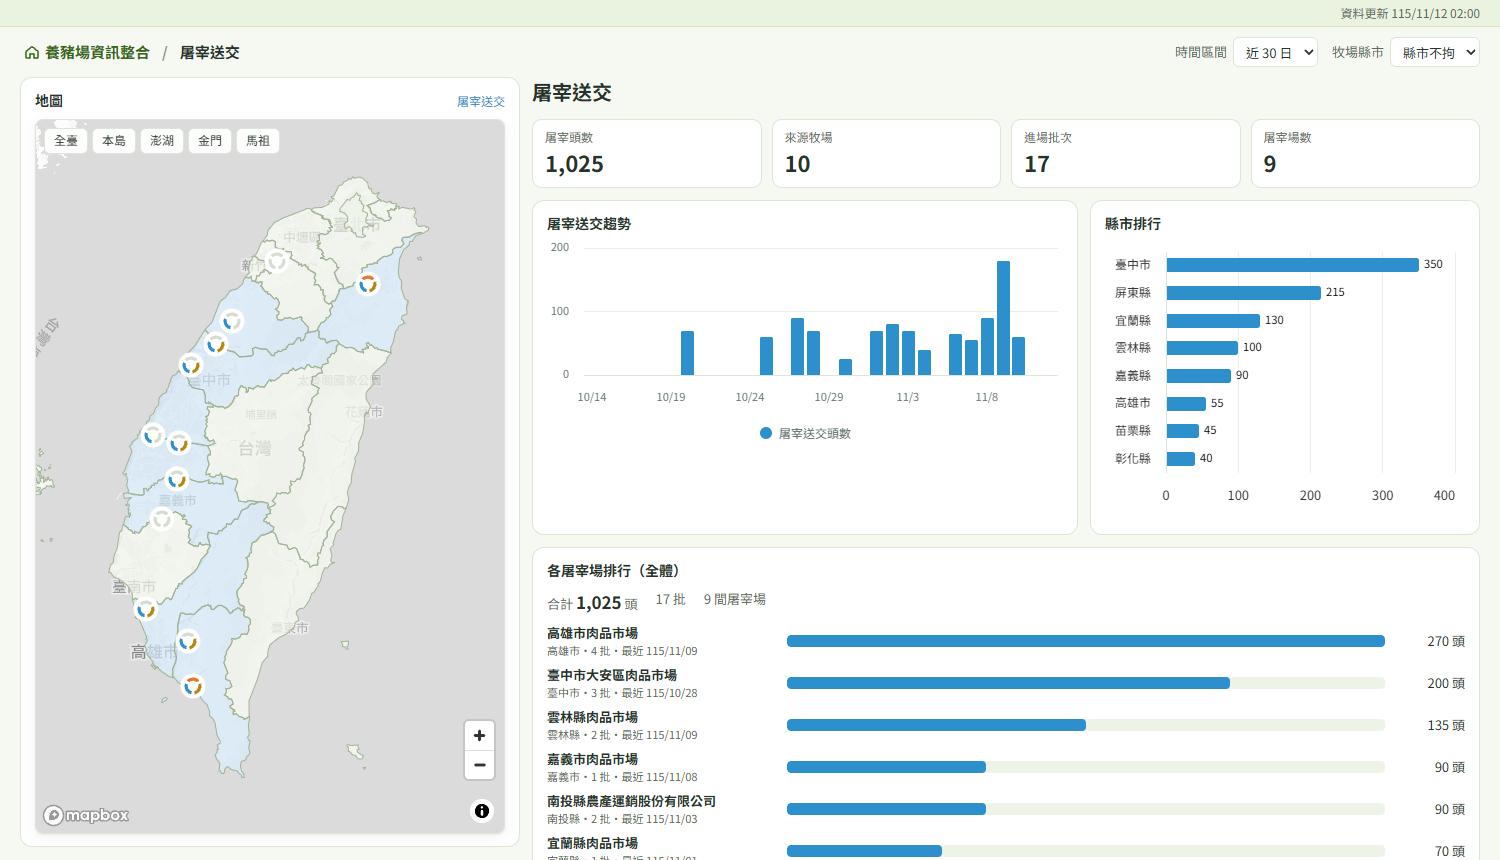 資料更新 115/11/12 02:00
養豬場資訊整合 / 屠宰送交
時間區間 近 30 日 牧場縣市 縣市不拘
地圖 屠宰送交
全臺 本島 澎湖 金門 馬祖
臺北市
中壢區
臺中市
埔里鎮
台灣
嘉義市
臺南市
高雄市
臺東市
mapbox
屠宰送交
屠宰頭數
1,025
來源牧場
10
進場批次
17
屠宰場數
9
屠宰送交趨勢
200
100
0
10/14 10/19 10/24 10/29 11/3 11/8
屠宰送交頭數
縣市排行
臺中市 350
屏東縣 215
宜蘭縣 130
雲林縣 100
嘉義縣 90
高雄市 55
苗栗縣 45
彰化縣 40
0 100 200 300 400
各屠宰場排行（全體）
合計 1,025 頭 17 批 9 間屠宰場
高雄市肉品市場
高雄市・4 批・最近 115/11/09
270 頭
臺中市大安區肉品市場
臺中市・3 批・最近 115/10/28
200 頭
雲林縣肉品市場
雲林縣・2 批・最近 115/11/09
135 頭
嘉義市肉品市場
嘉義市・1 批・最近 115/11/08
90 頭
南投縣農產運銷股份有限公司
南投縣・2 批・最近 115/11/03
90 頭
宜蘭縣肉品市場
70 頭